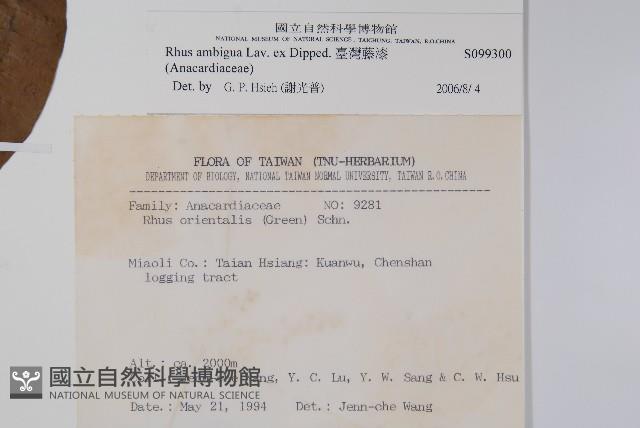 國立自然科學博物館
NATIONAL MUSEUM OF NATURAL SCIENCE, TAICHUNG, TAIWAN, R.O.CHINA
Rhus ambigua Lav. ex Dipped. 臺灣藤漆 S099300
(Anacardiaceae)
Det. by G. P. Hsieh (謝光普) 2006/8/4
FLORA OF TAIWAN (TNU-HERBARIUM)
DEPARTMENT OF BIOLOGY, NATIONAL TAIWAN NORMAL UNIVERSITY, TAIWAN R.O.CHINA
Family: Anacardiaceae NO: 9281
Rhus orientalis (Green) Schn.
Miaoli Co.: Taian Hsiang: Kuanwu, Chenshan
logging tract
Alt.: ca. 2000m
Y. C. Lu, Y. W. Sang & C. W. Hsu
Date.: May 21, 1994 Det.: Jenn-che Wang
國立自然科學博物館
NATIONAL MUSEUM OF NATURAL SCIENCE